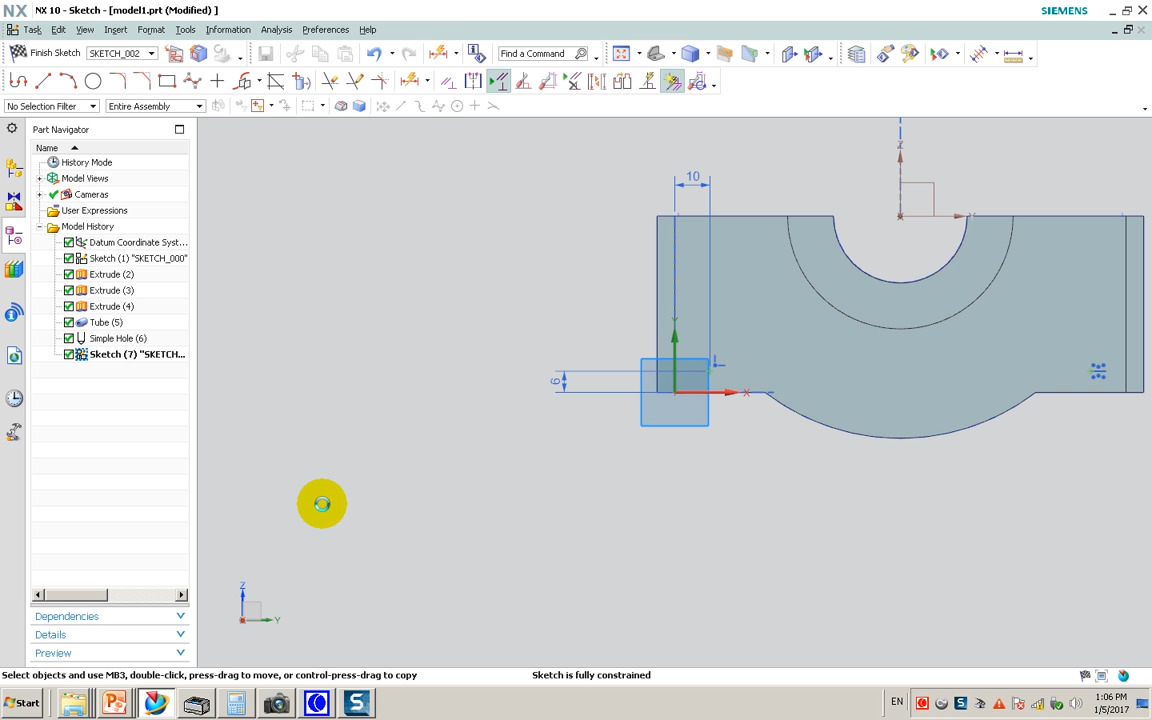 NX NX 10 - Sketch - [model1.prt (Modified) ] SIEMENS
Task Edit View Insert Format Tools Information Analysis Preferences Help
Finish Sketch SKETCH_002 Find a Command
No Selection Filter Entire Assembly
Part Navigator
Name
History Mode
Model Views
Cameras
User Expressions
Model History
Datum Coordinate Syst...
Sketch (1) "SKETCH_000"
Extrude (2)
Extrude (3)
Extrude (4)
Tube (5)
Simple Hole (6)
Sketch (7) "SKETCH...
Dependencies
Details
Preview
Z
10
Y
6
X
Z
Y
Select objects and use MB3, double-click, press-drag to move, or control-press-drag to copy Sketch is fully constrained
Start EN 1:06 PM
1/5/2017